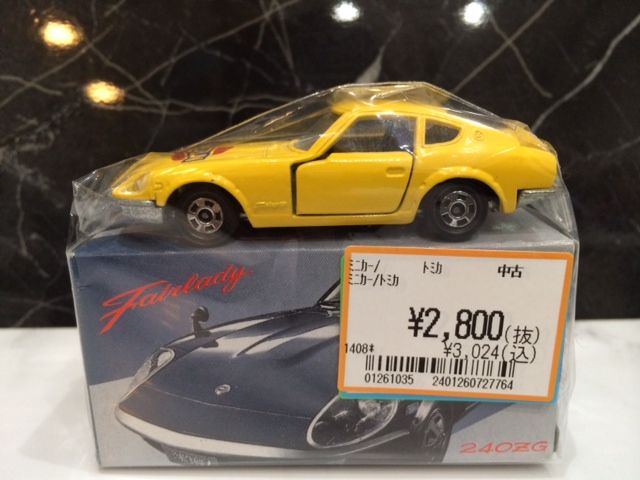 Fairlady
ミニカー/ トミカ 中古
ミニカー/トミカ
¥2,800(抜)
1408* ¥3,024(込)
01261035 2401260727764
240ZG